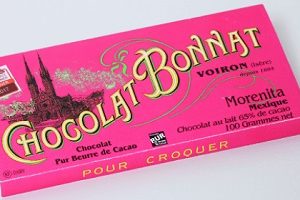 CHOCOLAT BONNAT
VOIRON (Isère)
depuis 1884
Morenita
Mexique
Chocolat au lait 65% de cacao
100 Grammes net
Chocolat
Pur Beurre de Cacao
POUR CROQUER